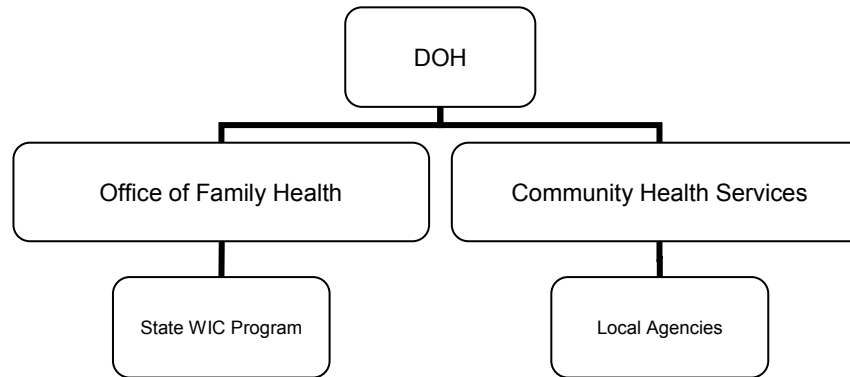 DOH
Office of Family Health
Community Health Services
State WIC Program
Local Agencies